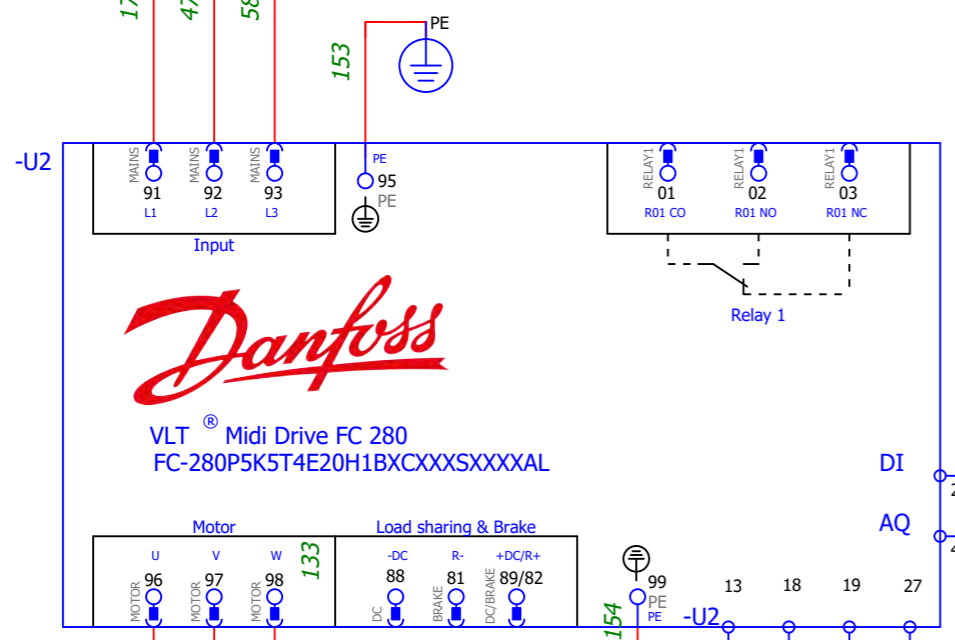 17
47
58
153
PE
-U2
MAINS
MAINS
MAINS
91
92
93
L1
L2
L3
Input
PE
95
PE
RELAY1
RELAY1
RELAY1
01
02
03
R01 CO
R01 NO
R01 NC
Relay 1
Danfoss
VLT ® Midi Drive FC 280
FC-280P5K5T4E20H1BXCXXXSXXXXAL
DI
AQ
Motor
U
V
W
96
97
98
MOTOR
MOTOR
MOTOR
133
Load sharing & Brake
-DC
R-
+DC/R+
88
81
89/82
DC
BRAKE
DC/BRAKE
99
PE
PE
154
-U2
13
18
19
27